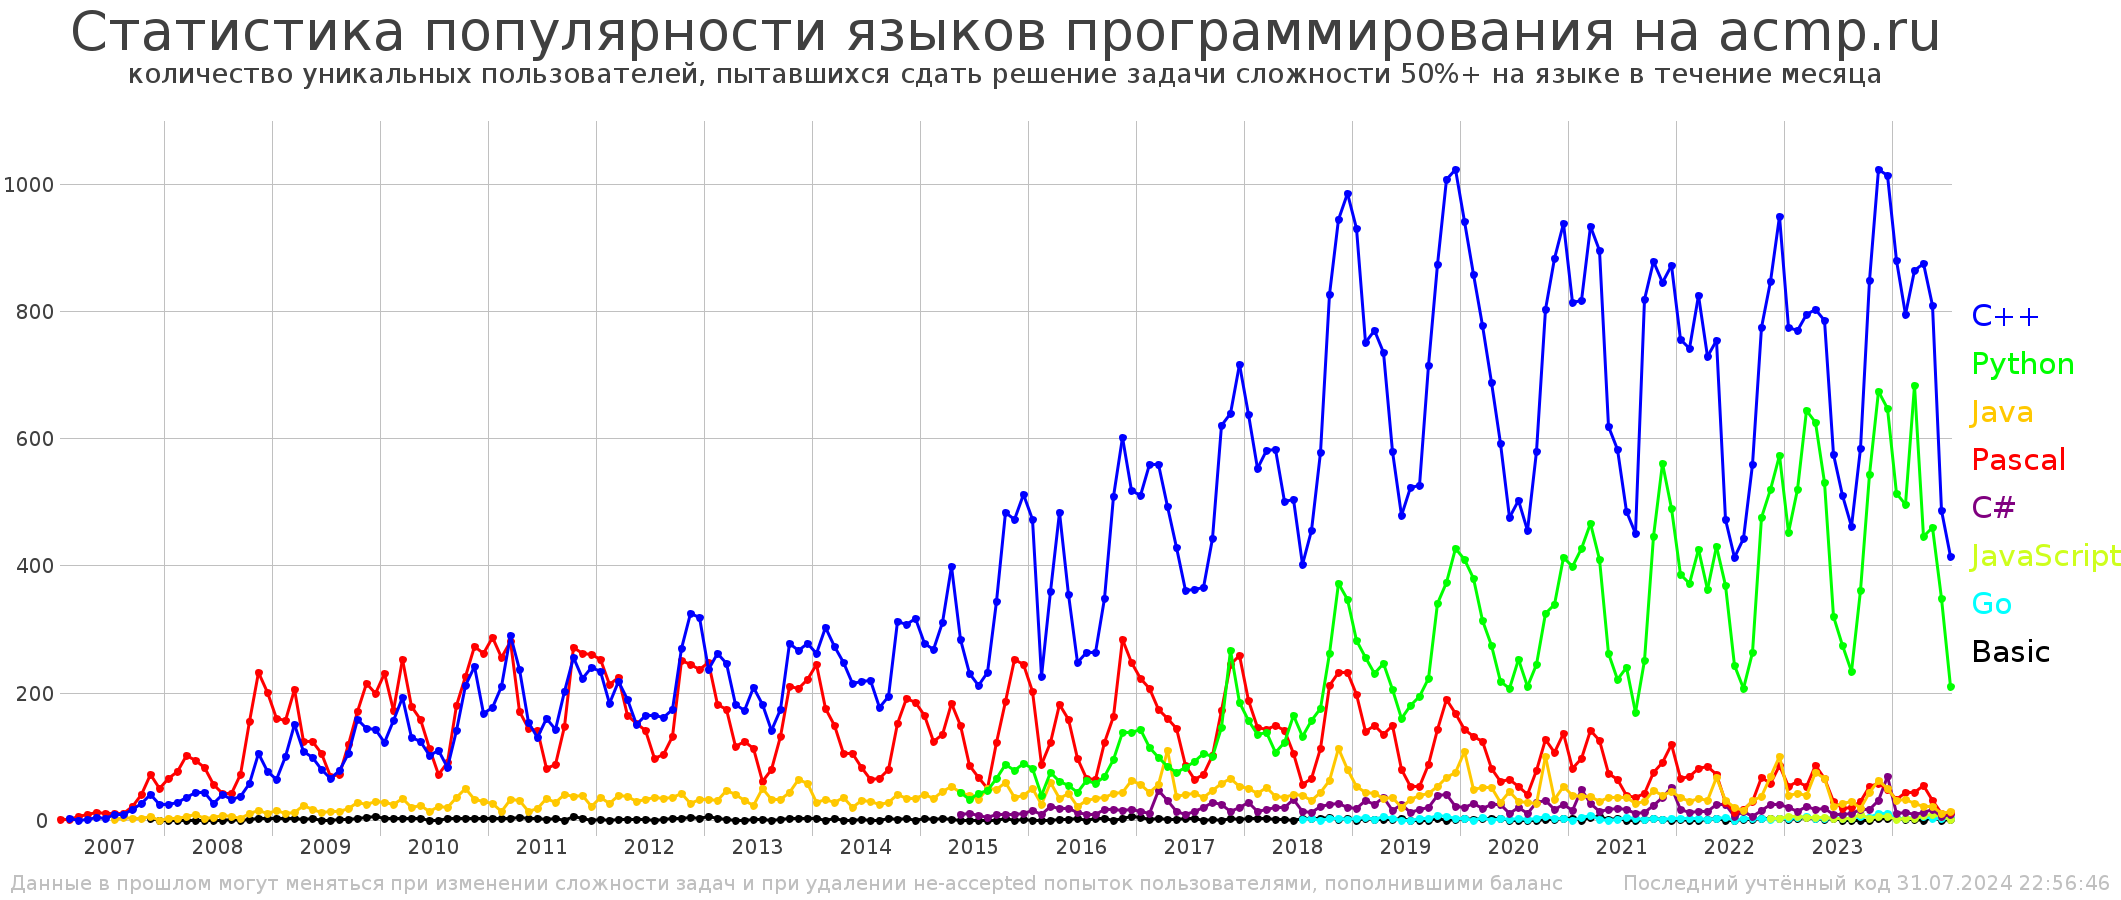 Статистика популярности языков программирования на acmp.ru
количество уникальных пользователей, пытавшихся сдать решение задачи сложности 50%+ на языке в течение месяца
1000
800
600
400
200
0
C++
Python
Java
Pascal
C#
JavaScript
Go
Basic
2007 2008 2009 2010 2011 2012 2013 2014 2015 2016 2017 2018 2019 2020 2021 2022 2023
Данные в прошлом могут меняться при изменении сложности задач и при удалении не-accepted попыток пользователями, пополнившими баланс
Последний учтённый код 31.07.2024 22:56:46